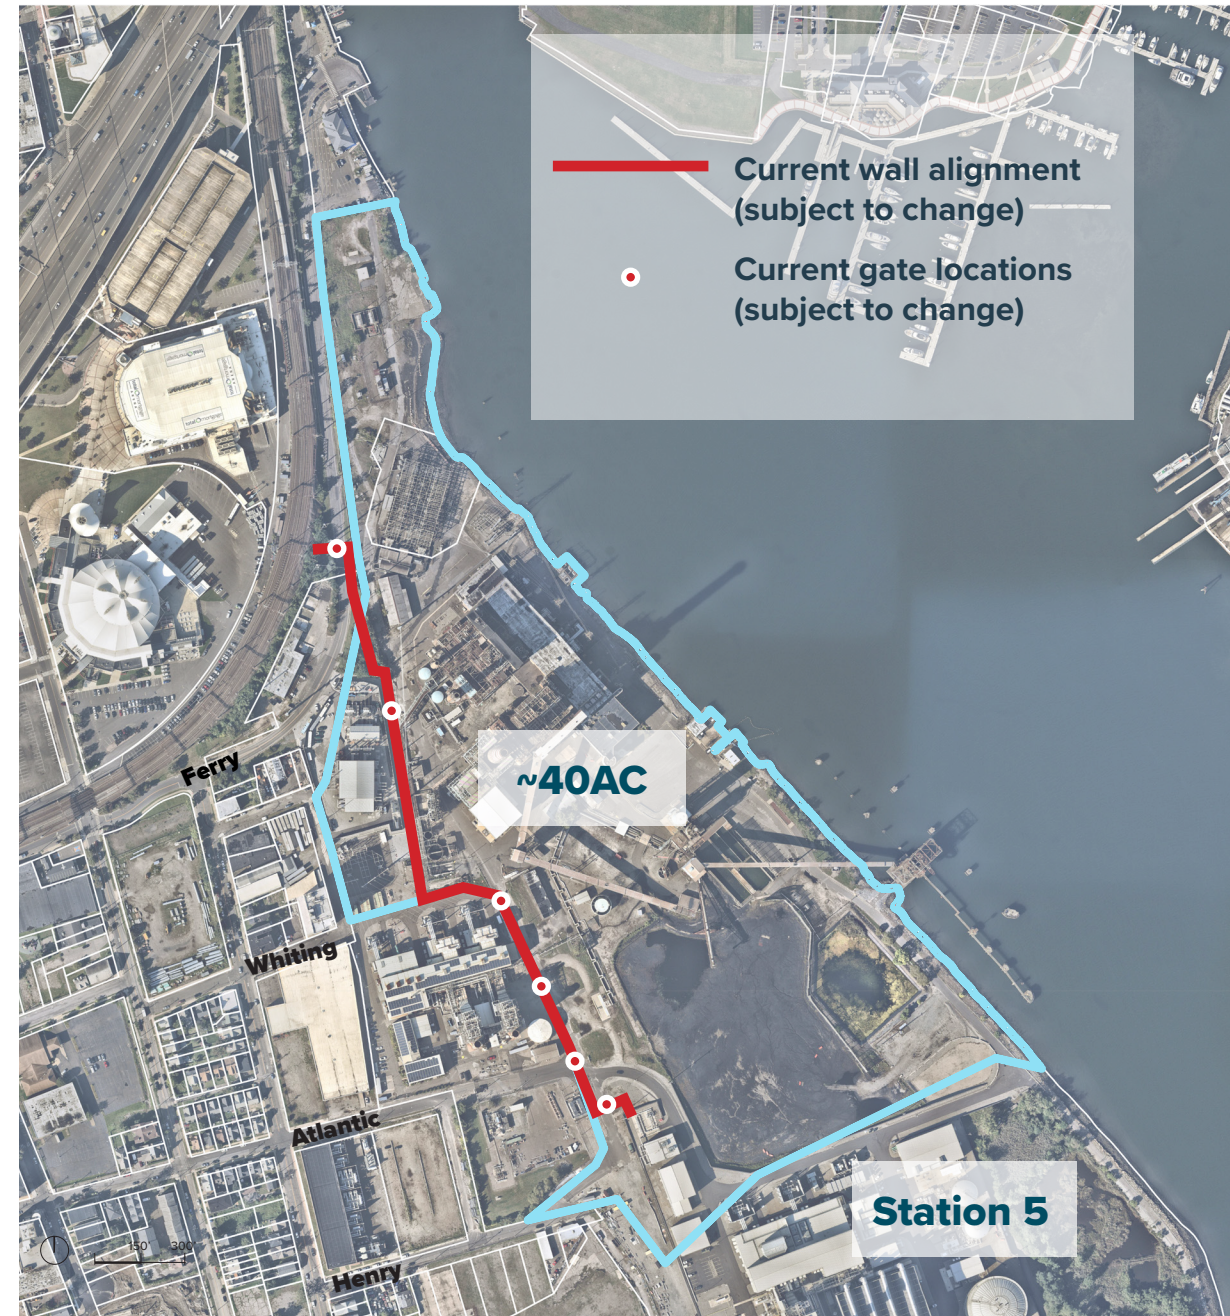 Current wall alignment
(subject to change)
Current gate locations
(subject to change)
Ferry
~40AC
Whiting
Atlantic
Station 5
150' 300'
Henry